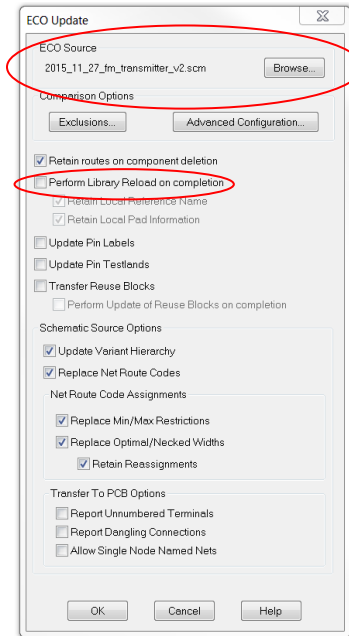 ECO Update
ECO Source
2015_11_27_fm_transmitter_v2.scm Browse...
Comparison Options
Exclusions... Advanced Configuration...
Retain routes on component deletion
Perform Library Reload on completion
Retain Local Reference Name
Retain Local Pad Information
Update Pin Labels
Update Pin Testlands
Transfer Reuse Blocks
Perform Update of Reuse Blocks on completion
Schematic Source Options
Update Variant Hierarchy
Replace Net Route Codes
Net Route Code Assignments
Replace Min/Max Restrictions
Replace Optimal/Necked Widths
Retain Reassignments
Transfer To PCB Options
Report Unnumbered Terminals
Report Dangling Connections
Allow Single Node Named Nets
OK Cancel Help